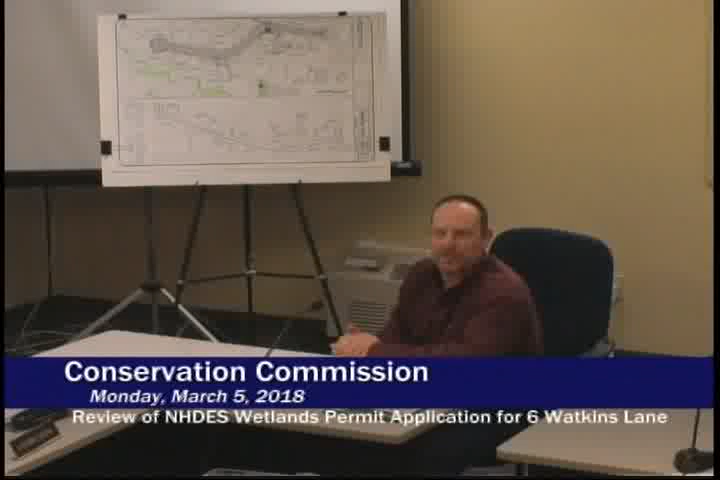 Conservation Commission
Monday, March 5, 2018
Review of NHDES Wetlands Permit Application for 6 Watkins Lane